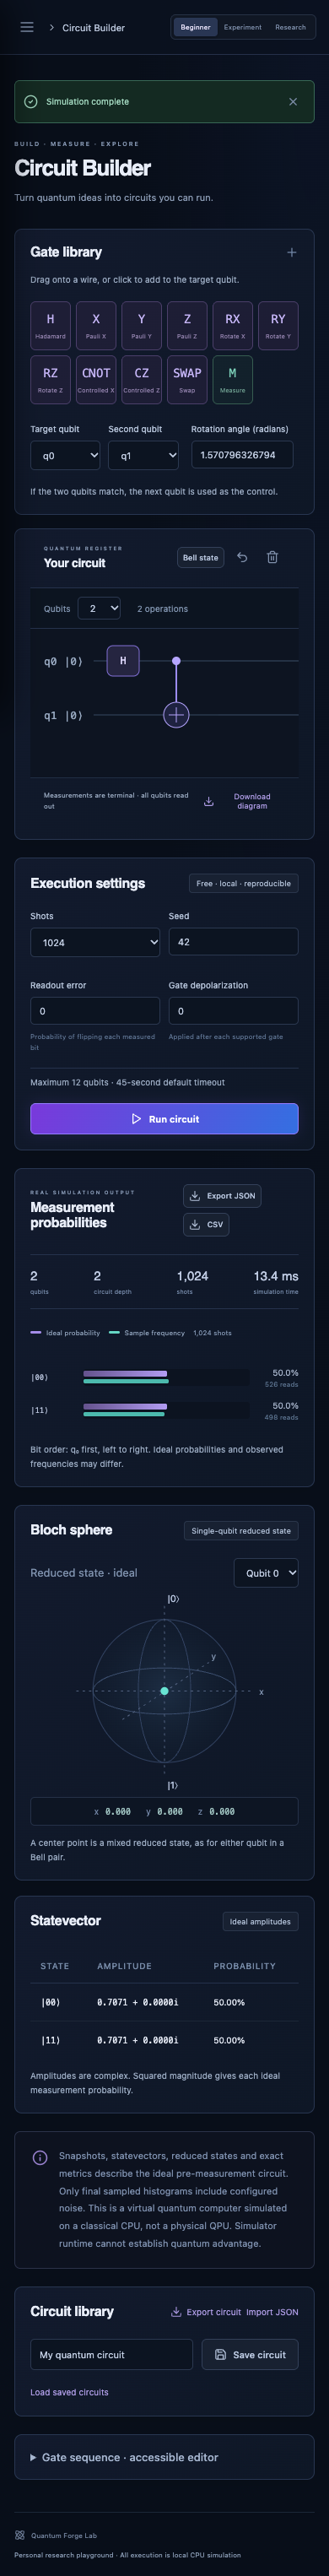 Circuit Builder
Beginner Experiment Research
Simulation complete
BUILD · MEASURE · EXPLORE
Circuit Builder
Turn quantum ideas into circuits you can run.
Gate library
Drag onto a wire, or click to add to the target qubit.
H X Y Z RX RY
Hadamard Pauli X Pauli Y Pauli Z Rotate X Rotate Y
RZ CNOT CZ SWAP M
Rotate Z Controlled X Controlled Z Swap Measure
Target qubit Second qubit Rotation angle (radians)
q0 q1 1.570796326794
If the two qubits match, the next qubit is used as the control.
QUANTUM REGISTER
Your circuit
Bell state
Qubits 2 2 operations
q0 |0⟩ H
q1 |0⟩
Measurements are terminal · all qubits read
out
Download
diagram
Execution settings
Free · local · reproducible
Shots Seed
1024 42
Readout error Gate depolarization
0 0
Probability of flipping each measured
bit
Applied after each supported gate
Maximum 12 qubits · 45-second default timeout
Run circuit
REAL SIMULATION OUTPUT
Measurement
probabilities
Export JSON
CSV
2 2 1,024 13.4 ms
qubits circuit depth shots simulation time
Ideal probability Sample frequency 1,024 shots
|00⟩ 50.0%
526 reads
|11⟩ 50.0%
498 reads
Bit order: q₀ first, left to right. Ideal probabilities and observed
frequencies may differ.
Bloch sphere
Single-qubit reduced state
Reduced state · ideal
Qubit 0
|0⟩
y
x
|1⟩
x 0.000 y 0.000 z 0.000
A center point is a mixed reduced state, as for either qubit in a
Bell pair.
Statevector
Ideal amplitudes
STATE AMPLITUDE PROBABILITY
|00⟩ 0.7071 + 0.0000i 50.00%
|11⟩ 0.7071 + 0.0000i 50.00%
Amplitudes are complex. Squared magnitude gives each ideal
measurement probability.
Snapshots, statevectors, reduced states and exact
metrics describe the ideal pre-measurement circuit.
Only final sampled histograms include configured
noise. This is a virtual quantum computer simulated
on a classical CPU, not a physical QPU. Simulator
runtime cannot establish quantum advantage.
Circuit library
Export circuit Import JSON
My quantum circuit
Save circuit
Load saved circuits
Gate sequence · accessible editor
Quantum Forge Lab
Personal research playground · All execution is local CPU simulation